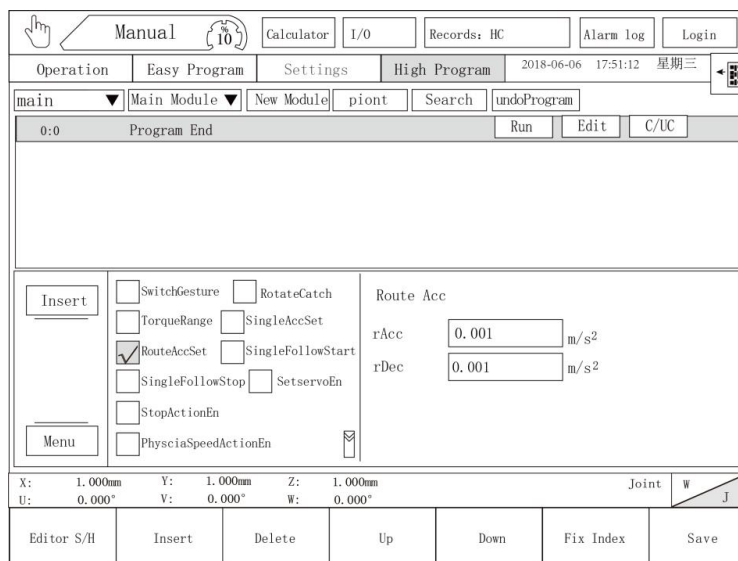 Manual % 10 Calculator I/O Records: HC Alarm log Login
Operation Easy Program Settings High Program 2018-06-06 17:51:12 星期三
main Main Module New Module piont Search undoProgram
0:0 Program End Run Edit C/UC
Insert
SwitchGesture RotateCatch
TorqueRange SingleAccSet
RouteAccSet SingleFollowStart
SingleFollowStop SetservoEn
StopActionEn
PhysciaSpeedActionEn
Menu
Route Acc
rAcc 0.001 m/s2
rDec 0.001 m/s2
X: 1.000mm Y: 1.000mm Z: 1.000mm
U: 0.000° V: 0.000° W: 0.000°
Joint W J
Editor S/H Insert Delete Up Down Fix Index Save